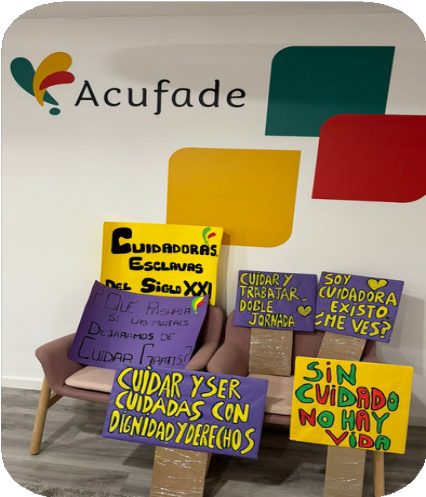 Acufade
CUIDADORAS,
ESCLAVAS
DEL SIGLO XXI
¿QUÉ PASARÍA
SI LAS MUJERES
DEJARAMOS DE
CUIDAR GRATIS?
CUIDAR Y
TRABAJAR-
DOBLE
JORNADA
SOY
CUIDADORA
EXISTO
¿ME VES?
CUIDAR Y SER
CUIDADAS CON
DIGNIDAD Y DERECHOS
SIN
CUIDADO
NO HAY
VIDA